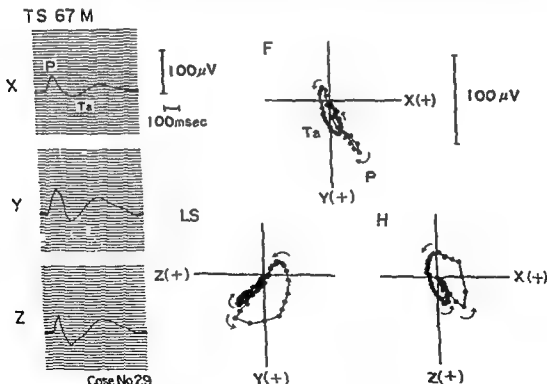 TS 67 M
X
P
Ta
100μV
100msec
F
X(+)
Ta
P
Y(+)
100μV
Y
T
LS
Z(+)
Y(+)
H
X(+)
Z(+)
Z
Case No 29